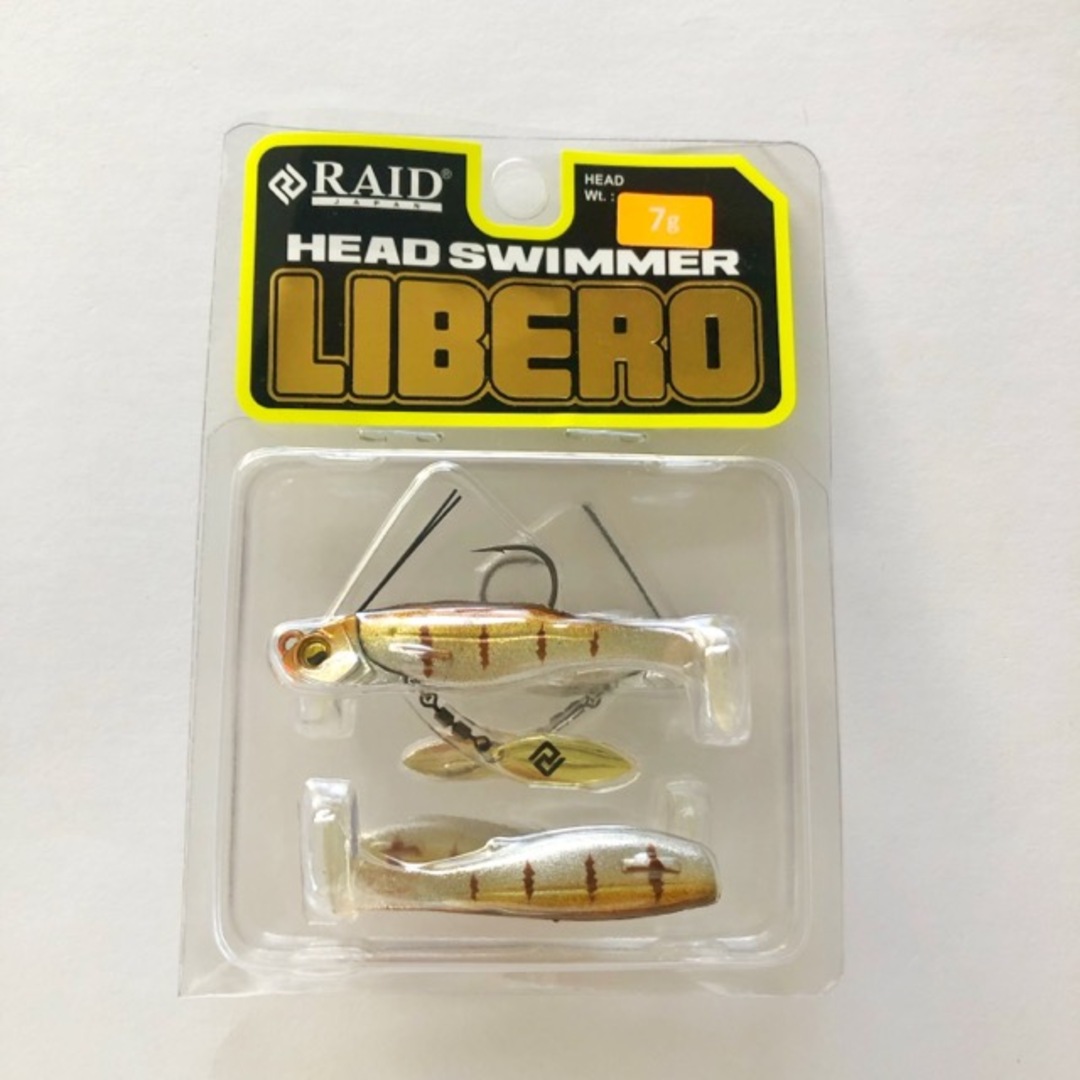 RAID®
JAPAN
HEAD
Wt. :
7g
HEAD SWIMMER
LIBERO